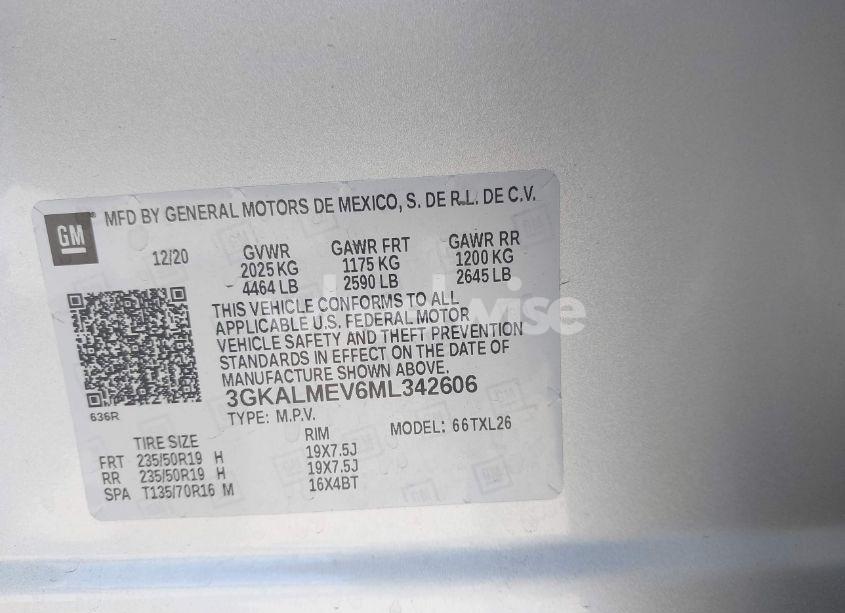 GM
MFD BY GENERAL MOTORS DE MEXICO, S. DE R.L. DE C.V.
12/20 GVWR GAWR FRT GAWR RR
2025 KG 1175 KG 1200 KG
4464 LB 2590 LB 2645 LB
THIS VEHICLE CONFORMS TO ALL
APPLICABLE U.S. FEDERAL MOTOR
VEHICLE SAFETY AND THEFT PREVENTION
STANDARDS IN EFFECT ON THE DATE OF
MANUFACTURE SHOWN ABOVE.
3GKALMEV6ML342606
636R
TYPE: M.P.V. MODEL: 66TXL26
TIRE SIZE RIM
FRT 235/50R19 H 19X7.5J
RR 235/50R19 H 19X7.5J
SPA T135/70R16 M 16X4BT